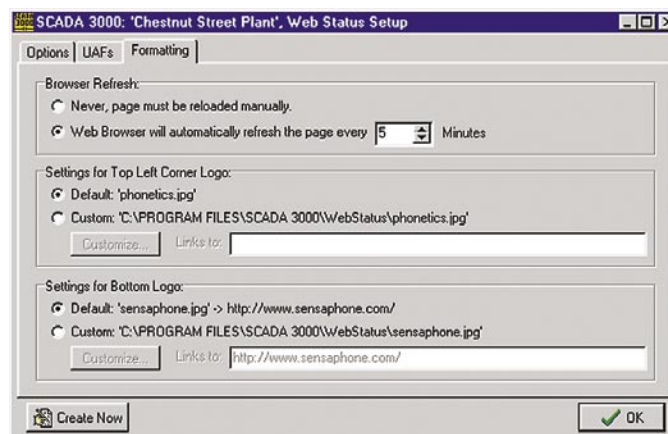 SCADA 3000
SCADA 3000: 'Chestnut Street Plant', Web Status Setup
Options UAFs Formatting
Browser Refresh:
Never, page must be reloaded manually.
Web Browser will automatically refresh the page every 5 Minutes
Settings for Top Left Corner Logo:
Default: 'phonetics.jpg'
Custom: 'C:\PROGRAM FILES\SCADA 3000\WebStatus\phonetics.jpg'
Customize... Links to:
Settings for Bottom Logo:
Default: 'sensaphone.jpg' -> http://www.sensaphone.com/
Custom: 'C:\PROGRAM FILES\SCADA 3000\WebStatus\sensaphone.jpg'
Customize... Links to: http://www.sensaphone.com/
Create Now OK